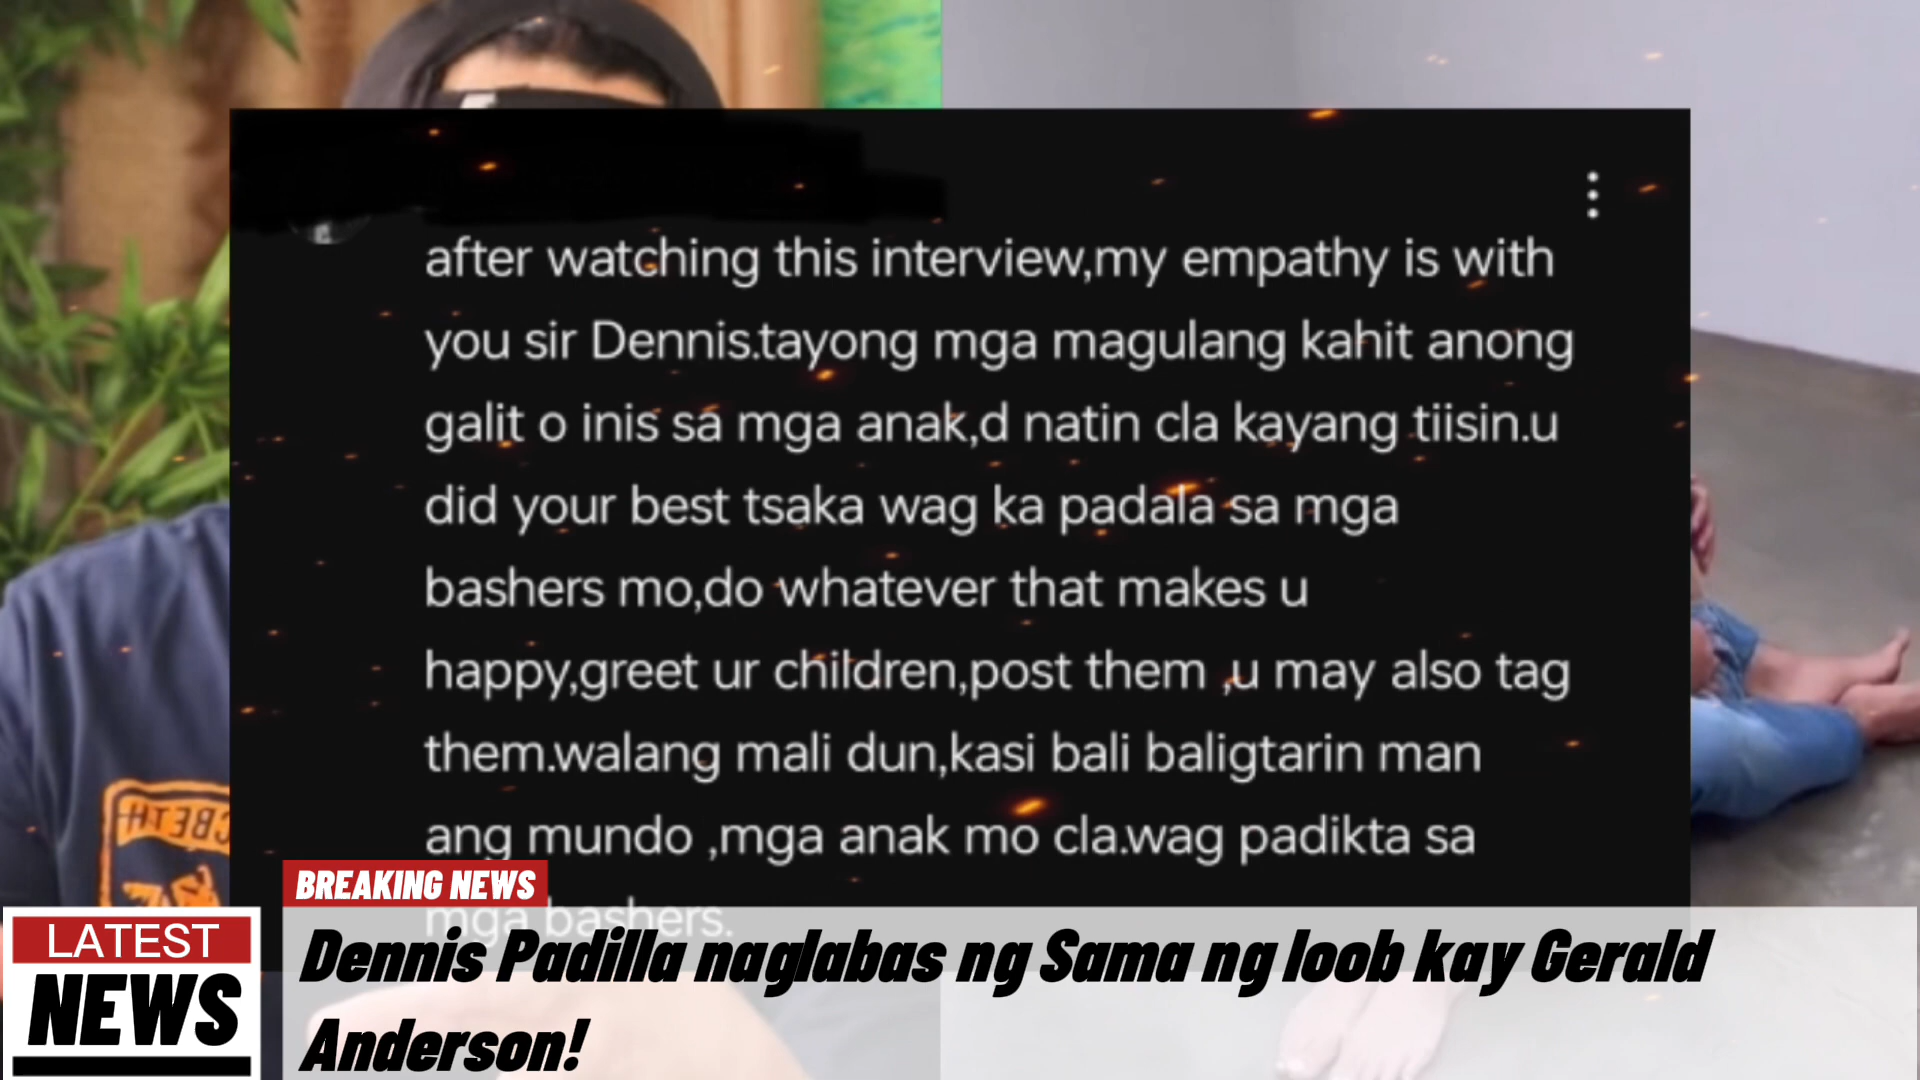 after watching this interview,my empathy is with
you sir Dennis.tayong mga magulang kahit anong
galit o inis sa mga anak,d natin cla kayang tiisin.u
did your best tsaka wag ka padala sa mga
bashers mo,do whatever that makes u
happy,greet ur children,post them ,u may also tag
them.walang mali dun,kasi bali baligtarin man
ang mundo ,mga anak mo cla.wag padikta sa
mga bashers.
CBETH
BREAKING NEWS
LATEST
NEWS
Dennis Padilla naglabas ng Sama ng loob kay Gerald
Anderson!